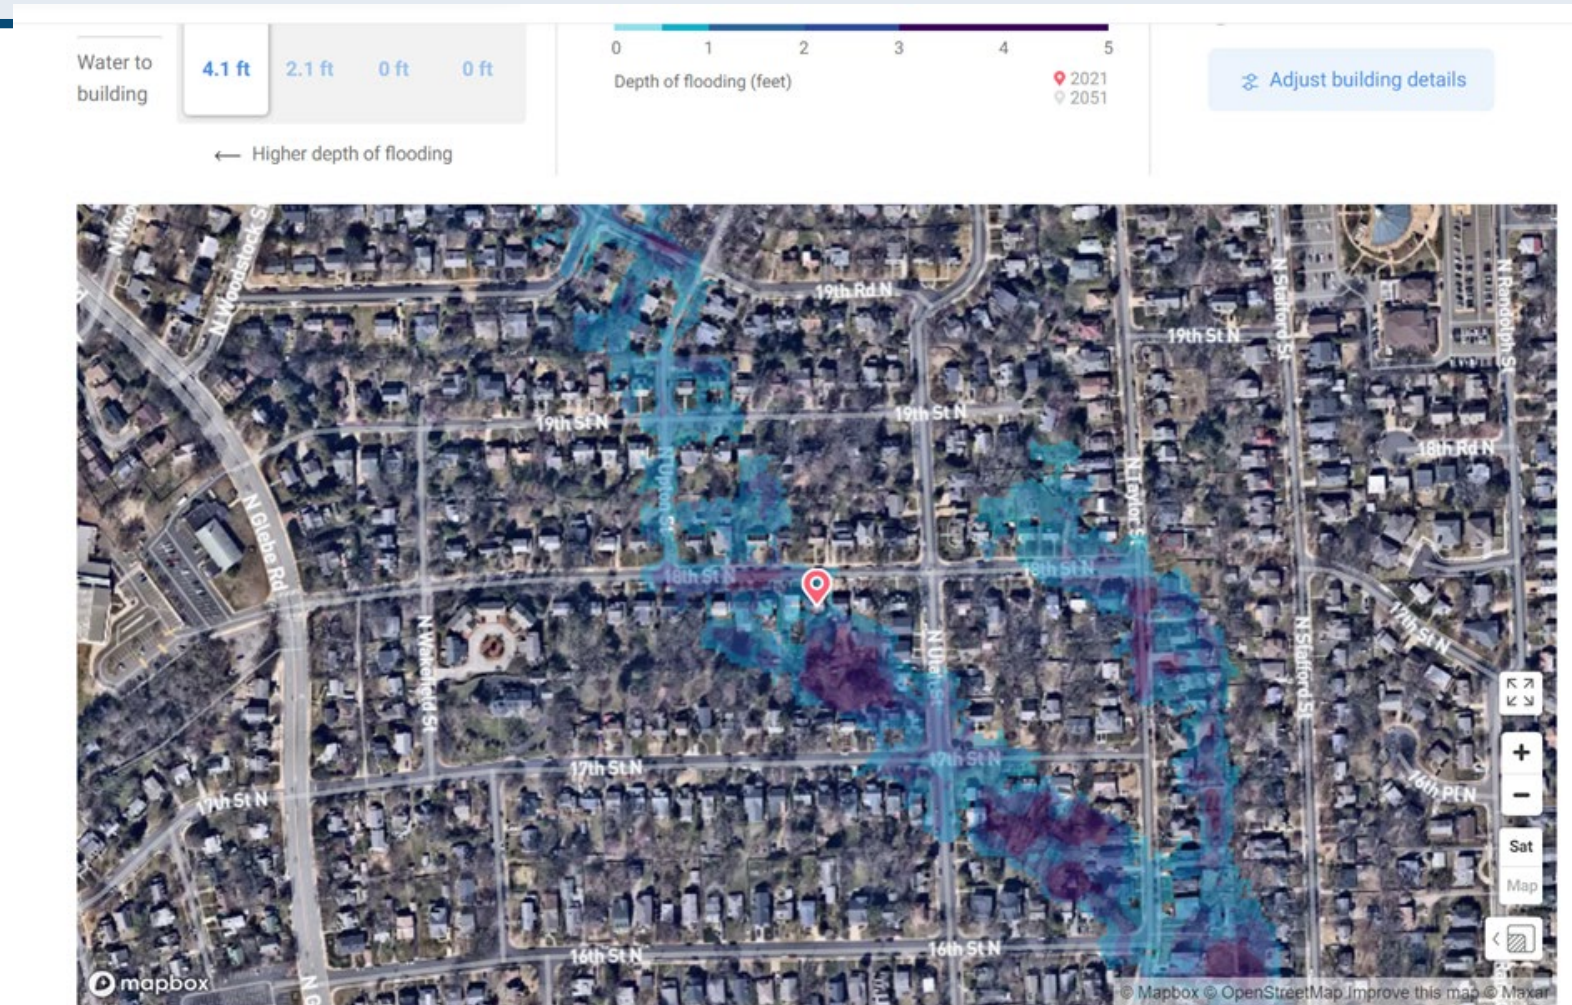 0 1 2 3 4 5
Water to
building
4.1 ft 2.1 ft 0 ft 0 ft
Depth of flooding (feet)
2021
2051
Adjust building details
← Higher depth of flooding
N Woodstock St
19th Rd N
N Stafford St
N Randolph St
19th St N
19th St N
19th St N
18th Rd N
N Upton St
N Taylor St
N Glebe Rd
18th St N
18th St N
17th St N
N Wakefield St
N Stafford St
17th St N
17th St N
17th St N
16th Pl N
16th St N
16th St N
+
−
Sat
Map
mapbox
© Mapbox © OpenStreetMap Improve this map © Maxar